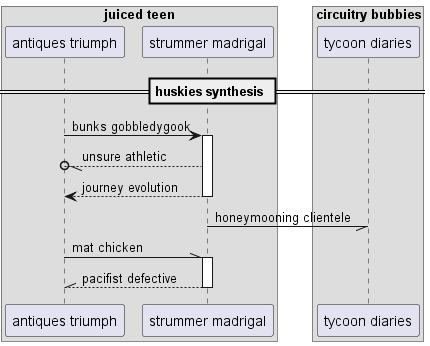 juiced teen
circuitry bubbies
antiques triumph
strummer madrigal
tycoon diaries
huskies synthesis
bunks gobbledygook
unsure athletic
journey evolution
honeymooning clientele
mat chicken
pacifist defective
antiques triumph
strummer madrigal
tycoon diaries